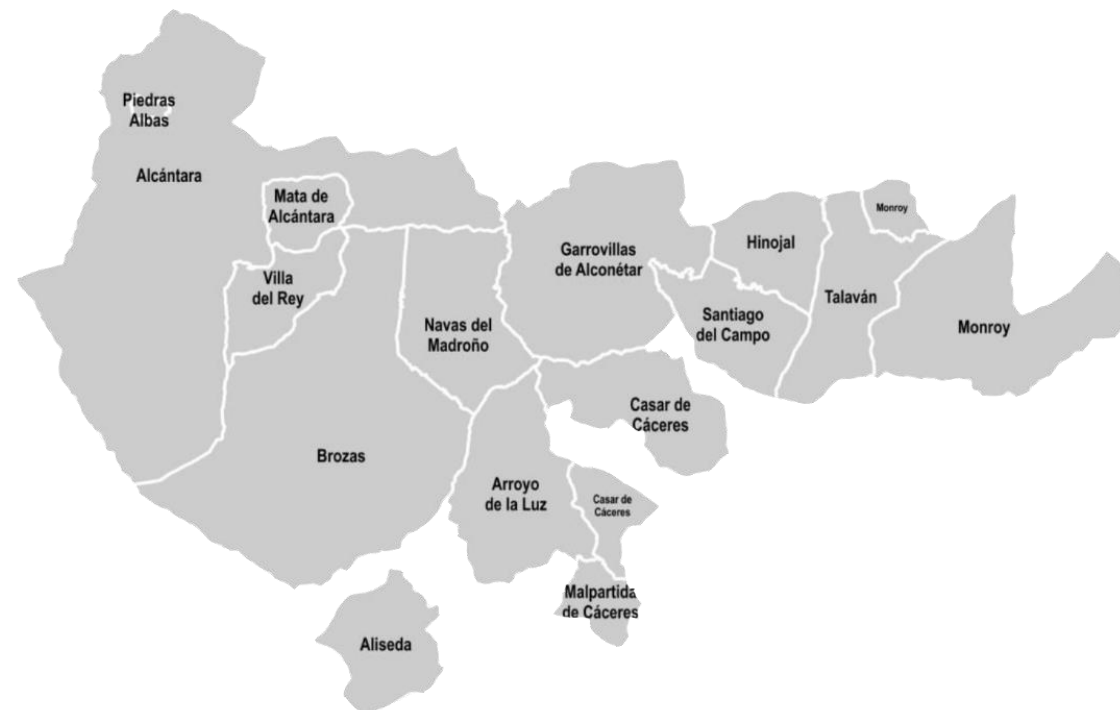 Piedras
Albas
Alcántara
Mata de
Alcántara
Villa
del Rey
Navas del
Madroño
Garrovillas
de Alconétar
Hinojal
Monroy
Talaván
Santiago
del Campo
Monroy
Casar de
Cáceres
Brozas
Arroyo
de la Luz
Casar de
Cáceres
Malpartida
de Cáceres
Aliseda